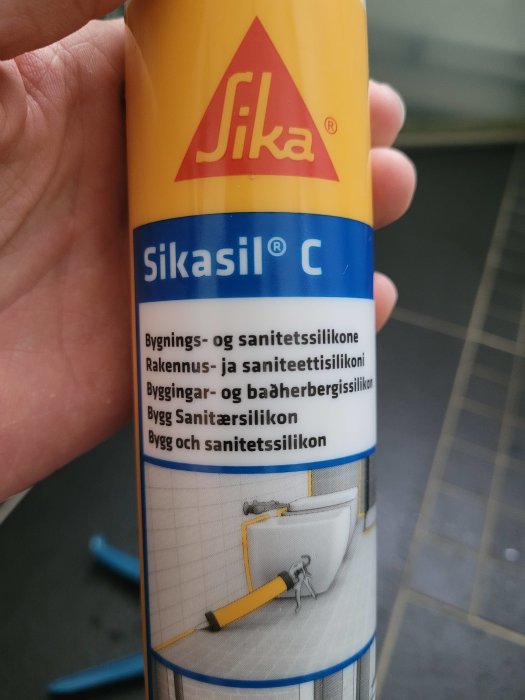 Sika®
Sikasil® C
Bygnings- og sanitetssilikone
Rakennus- ja saniteettisilikoni
Byggingar- og baðherbergissilikon
Bygg Sanitærsilikon
Bygg och sanitetssilikon